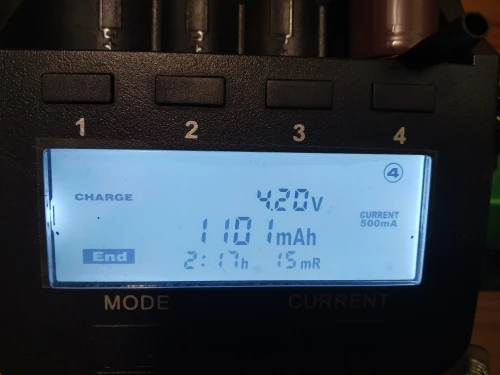 1 2 3 4
④
CHARGE 4.20V
CURRENT
500mA
1101mAh
End 2:17h 15mR
MODE CURRENT